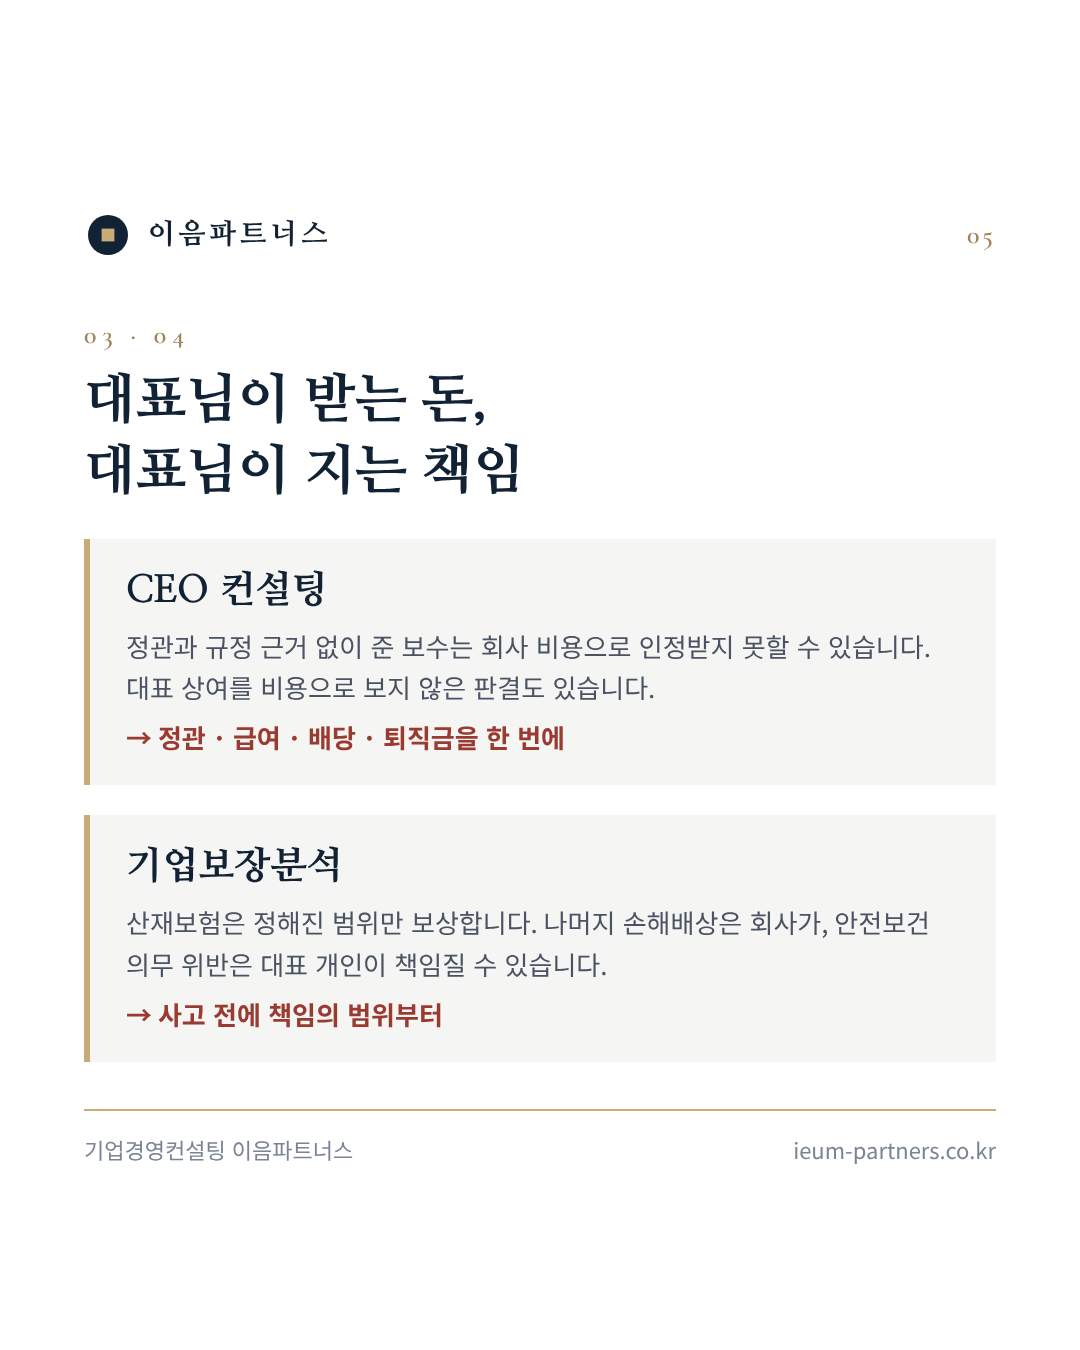 이음파트너스
05
03 · 04
대표님이 받는 돈,
대표님이 지는 책임
CEO 컨설팅
정관과 규정 근거 없이 준 보수는 회사 비용으로 인정받지 못할 수 있습니다.
대표 상여를 비용으로 보지 않은 판결도 있습니다.
→ 정관 · 급여 · 배당 · 퇴직금을 한 번에
기업보장분석
산재보험은 정해진 범위만 보상합니다. 나머지 손해배상은 회사가, 안전보건
의무 위반은 대표 개인이 책임질 수 있습니다.
→ 사고 전에 책임의 범위부터
기업경영컨설팅 이음파트너스
ieum-partners.co.kr